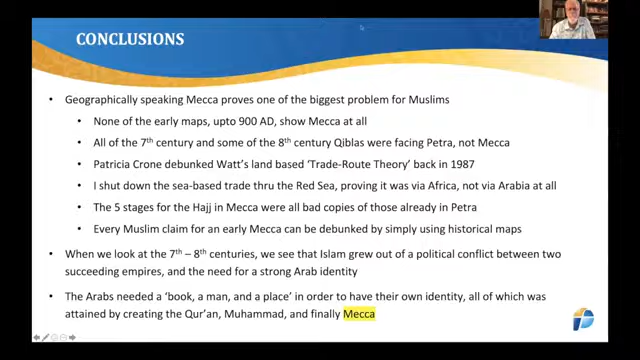 CONCLUSIONS
• Geographically speaking Mecca proves one of the biggest problem for Muslims
• None of the early maps, upto 900 AD, show Mecca at all
• All of the 7th century and some of the 8th century Qiblas were facing Petra, not Mecca
• Patricia Crone debunked Watt's land based 'Trade-Route Theory' back in 1987
• I shut down the sea-based trade thru the Red Sea, proving it was via Africa, not via Arabia at all
• The 5 stages for the Hajj in Mecca were all bad copies of those already in Petra
• Every Muslim claim for an early Mecca can be debunked by simply using historical maps
• When we look at the 7th – 8th centuries, we see that Islam grew out of a political conflict between two
succeeding empires, and the need for a strong Arab identity
• The Arabs needed a 'book, a man, and a place' in order to have their own identity, all of which was
attained by creating the Qur'an, Muhammad, and finally Mecca